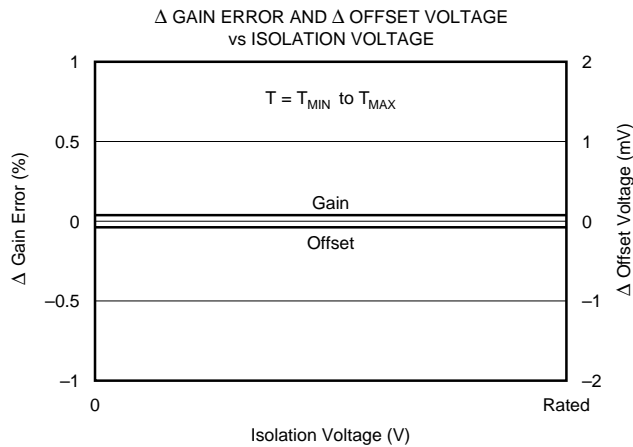 Δ GAIN ERROR AND Δ OFFSET VOLTAGE
vs ISOLATION VOLTAGE
1
0.5
0
–0.5
–1
Δ Gain Error (%)
T = TMIN to TMAX
Gain
Offset
2
1
0
–1
–2
Δ Offset Voltage (mV)
0
Rated
Isolation Voltage (V)